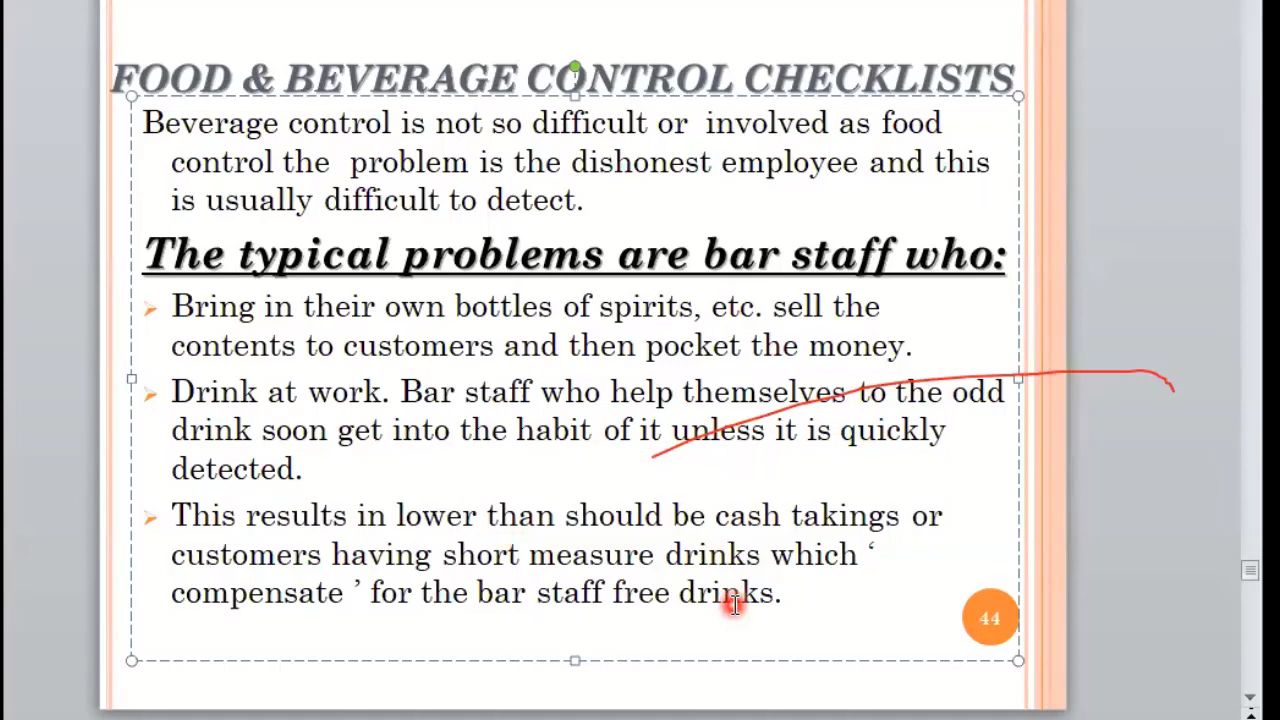 FOOD & BEVERAGE CONTROL CHECKLISTS
Beverage control is not so difficult or  involved as food
control the  problem is the dishonest employee and this
is usually difficult to detect.
The typical problems are bar staff who:
Bring in their own bottles of spirits, etc. sell the
contents to customers and then pocket the money.
Drink at work. Bar staff who help themselves to the odd
drink soon get into the habit of it unless it is quickly
detected.
This results in lower than should be cash takings or
customers having short measure drinks which ‘
compensate ’ for the bar staff free drinks.
44